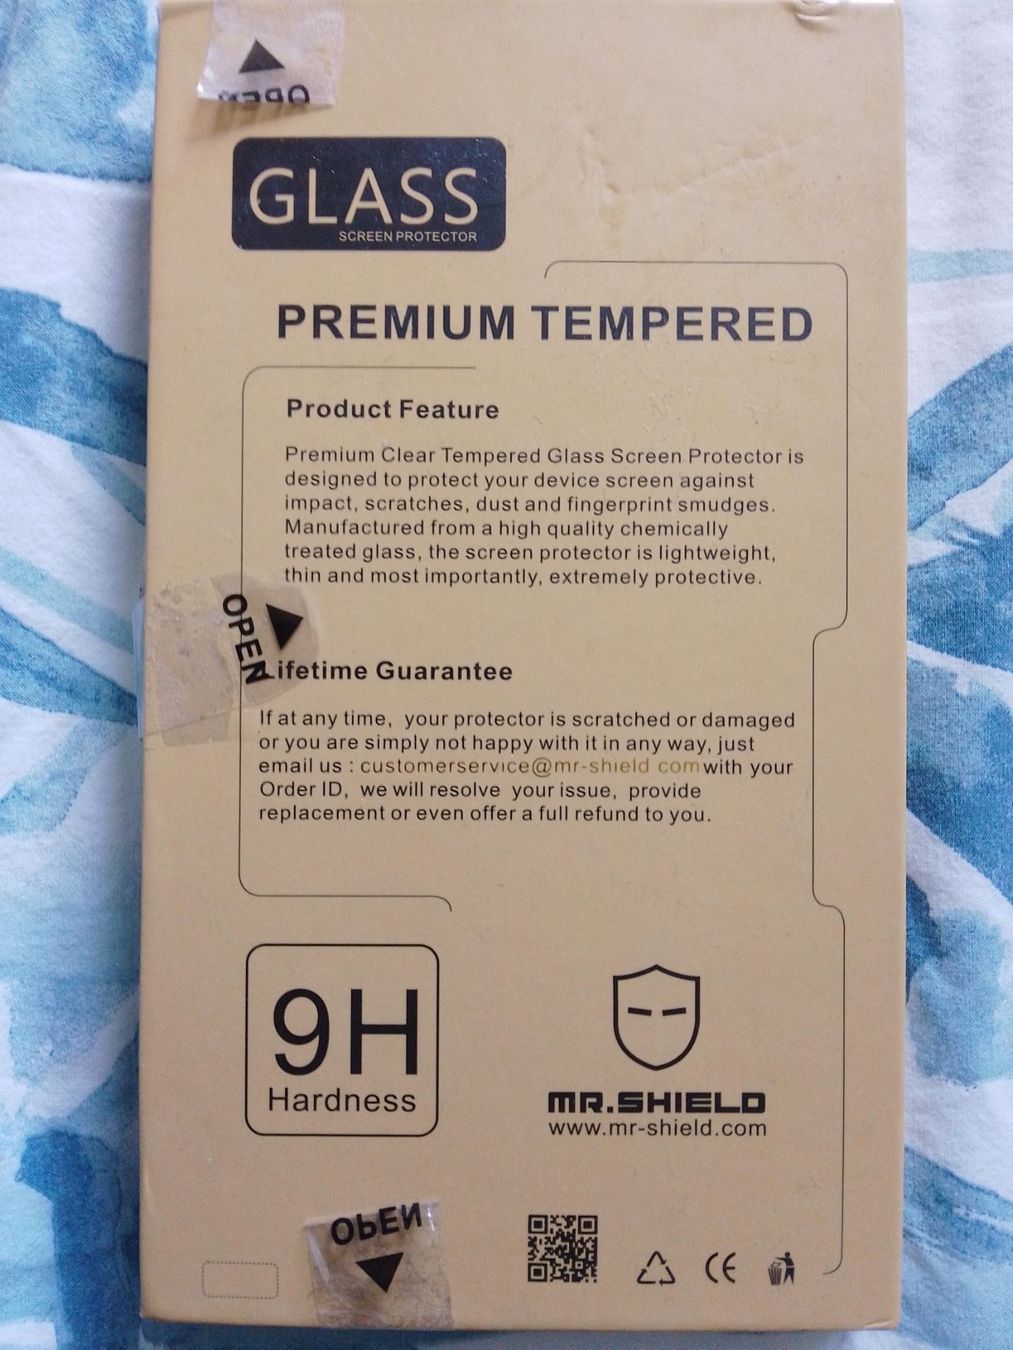 OPEN
GLASS
SCREEN PROTECTOR
PREMIUM TEMPERED
Product Feature
Premium Clear Tempered Glass Screen Protector is
designed to protect your device screen against
impact, scratches, dust and fingerprint smudges.
Manufactured from a high quality chemically
treated glass, the screen protector is lightweight,
thin and most importantly, extremely protective.
OPEN
Lifetime Guarantee
If at any time, your protector is scratched or damaged
or you are simply not happy with it in any way, just
email us : customerservice@mr-shield com with your
Order ID, we will resolve your issue, provide
replacement or even offer a full refund to you.
9H
Hardness
MR.SHIELD
www.mr-shield.com
OPEN
CE